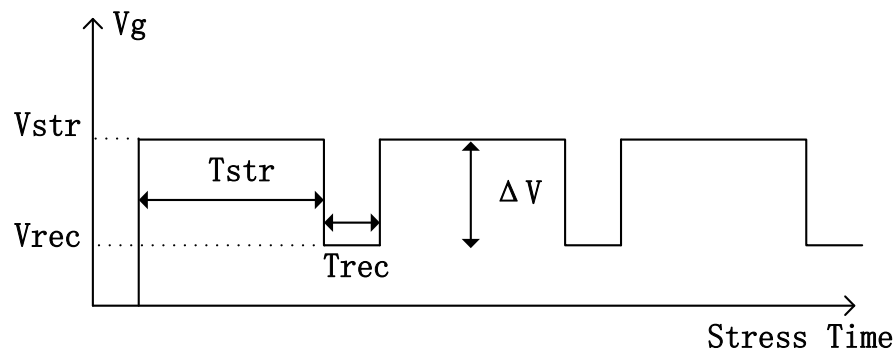 Vg
Vstr
Tstr
ΔV
Vrec
Trec
Stress Time